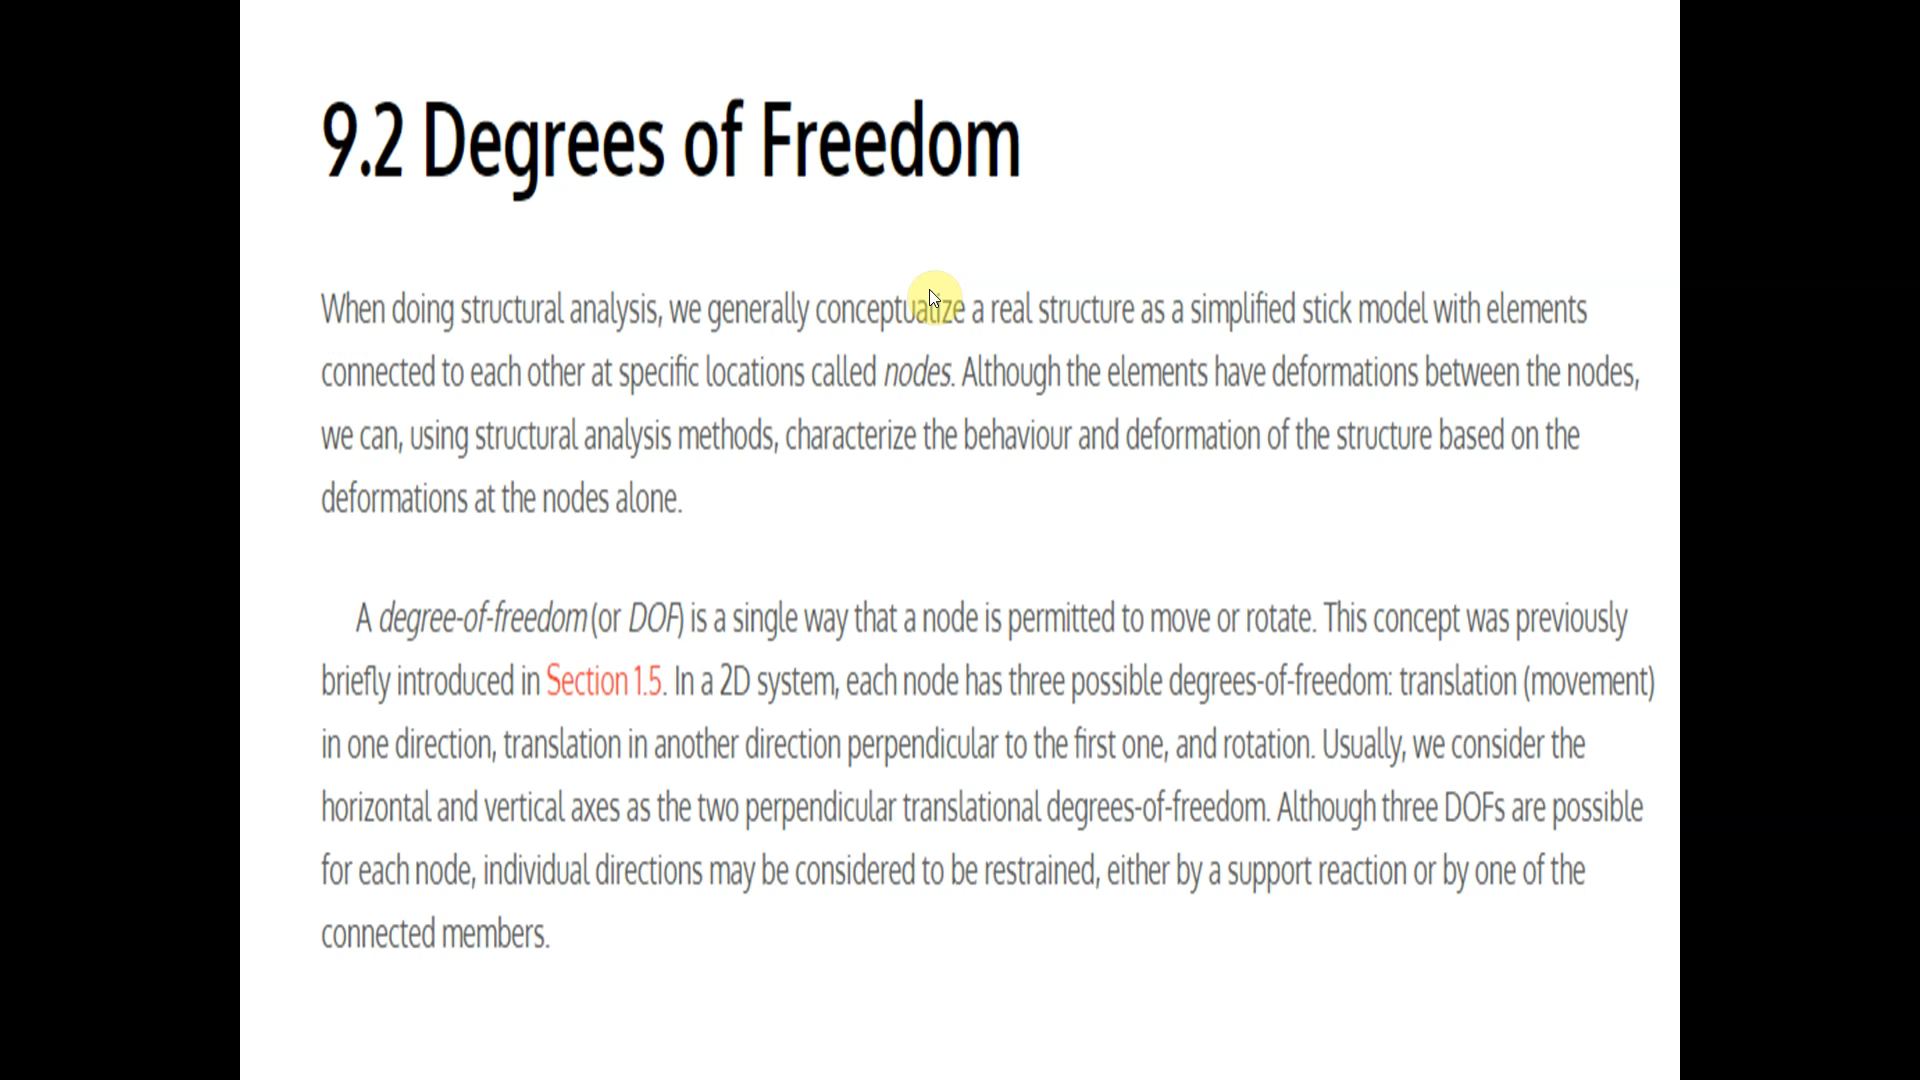 9.2 Degrees of Freedom
When doing structural analysis, we generally conceptualize a real structure as a simplified stick model with elements
connected to each other at specific locations called nodes. Although the elements have deformations between the nodes,
we can, using structural analysis methods, characterize the behaviour and deformation of the structure based on the
deformations at the nodes alone.
A degree-of-freedom (or DOF) is a single way that a node is permitted to move or rotate. This concept was previously
briefly introduced in Section 1.5. In a 2D system, each node has three possible degrees-of-freedom: translation (movement)
in one direction, translation in another direction perpendicular to the first one, and rotation. Usually, we consider the
horizontal and vertical axes as the two perpendicular translational degrees-of-freedom. Although three DOFs are possible
for each node, individual directions may be considered to be restrained, either by a support reaction or by one of the
connected members.